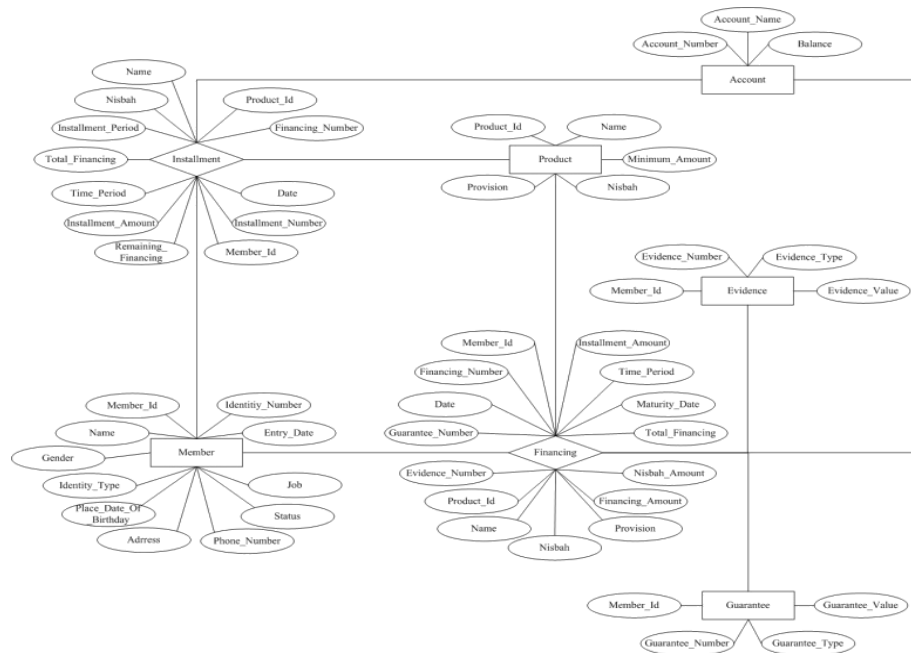 Account_Name
Account_Number
Balance
Account
Name
Nisbah
Product_Id
Installment_Period
Financing_Number
Total_Financing
Installment
Time_Period
Date
Installment_Amount
Installment_Number
Remaining_
Financing
Member_Id
Product_Id
Name
Product
Minimum_Amount
Provision
Nisbah
Evidence_Number
Evidence_Type
Member_Id
Evidence
Evidence_Value
Member_Id
Installment_Amount
Financing_Number
Time_Period
Date
Maturity_Date
Guarantee_Number
Total_Financing
Financing
Evidence_Number
Nisbah_Amount
Product_Id
Financing_Amount
Name
Provision
Nisbah
Member_Id
Identitiy_Number
Name
Entry_Date
Gender
Member
Identity_Type
Job
Place_Date_Of
Birthday
Status
Adrress
Phone_Number
Member_Id
Guarantee
Guarantee_Value
Guarantee_Number
Guarantee_Type